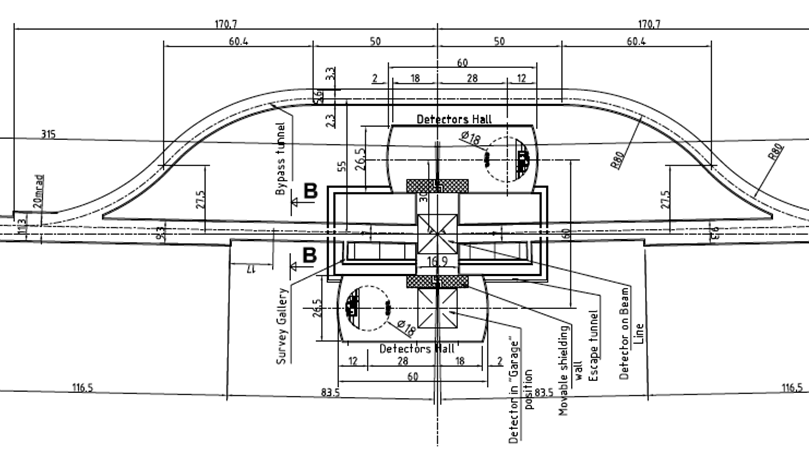 170.7
170.7
60.4
50
50
60.4
60
2
18
28
12
3.3
5.6
2.3
Detectors Hall
Ø18
315
Bypass tunnel
55
26.5
R80
R80
20mrad
B
30
27.5
27.5
11.3
9.3
60
9.3
B
17
16.9
Survey Gallery
26.5
Ø18
Detectors Hall
12
28
18
2
60
116.5
83.5
83.5
116.5
Detector in "Garage"
position
Movable shielding
wall
Escape tunnel
Detector on Beam
Line